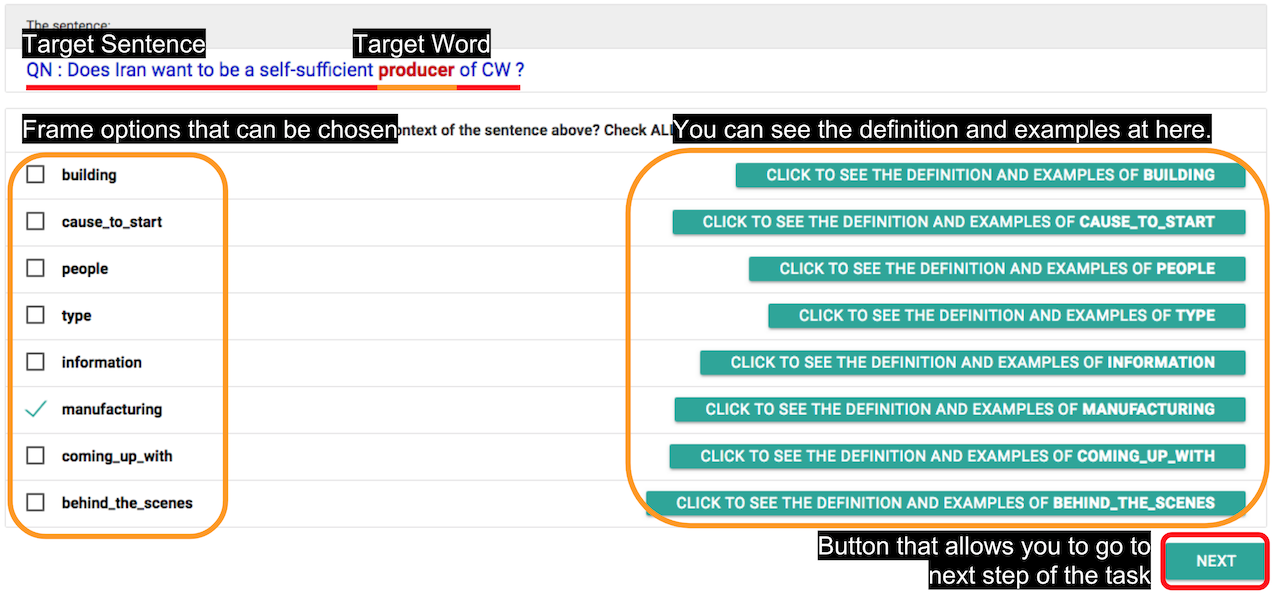 The sentence:
Target Sentence Target Word
QN : Does Iran want to be a self-sufficient producer of CW ?
Frame options that can be chosen ontext of the sentence above? Check ALL You can see the definition and examples at here.
building CLICK TO SEE THE DEFINITION AND EXAMPLES OF BUILDING
cause_to_start CLICK TO SEE THE DEFINITION AND EXAMPLES OF CAUSE_TO_START
people CLICK TO SEE THE DEFINITION AND EXAMPLES OF PEOPLE
type CLICK TO SEE THE DEFINITION AND EXAMPLES OF TYPE
information CLICK TO SEE THE DEFINITION AND EXAMPLES OF INFORMATION
manufacturing CLICK TO SEE THE DEFINITION AND EXAMPLES OF MANUFACTURING
coming_up_with CLICK TO SEE THE DEFINITION AND EXAMPLES OF COMING_UP_WITH
behind_the_scenes CLICK TO SEE THE DEFINITION AND EXAMPLES OF BEHIND_THE_SCENES
Button that allows you to go to
next step of the task
NEXT